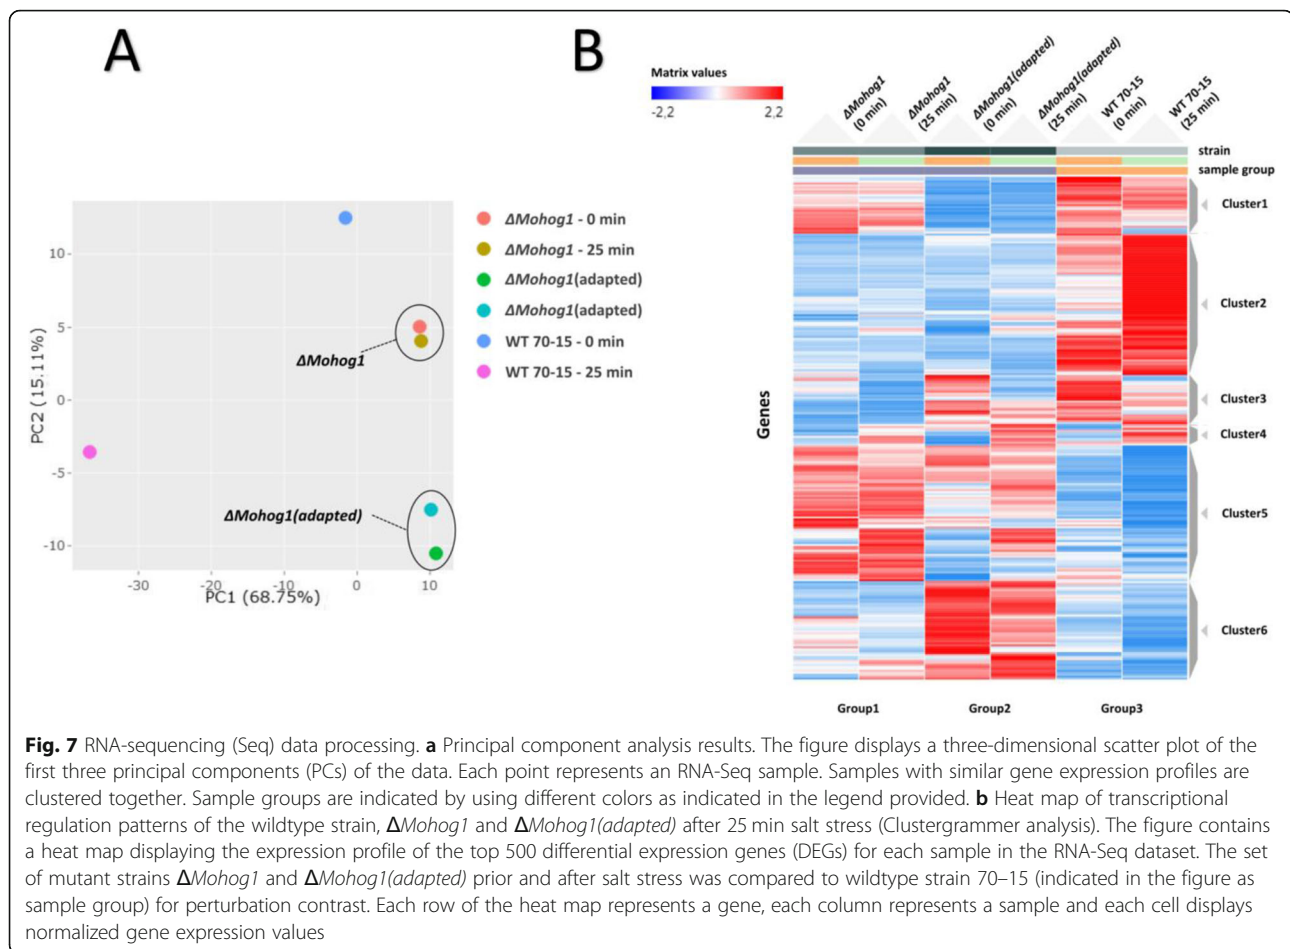 A
B
Matrix values
-2,2
2,2
ΔMohog1
(0 min)
ΔMohog1
(25 min)
ΔMohog1(adapted)
(0 min)
ΔMohog1(adapted)
(25 min)
WT 70-15
(0 min)
WT 70-15
(25 min)
strain
sample group
Cluster1
Cluster2
Cluster3
Cluster4
Cluster5
Cluster6
Genes
Group1
Group2
Group3
PC2 (15.11%)
10
5
0
-5
-10
-30
-20
-10
0
10
PC1 (68.75%)
ΔMohog1
ΔMohog1(adapted)
ΔMohog1 - 0 min
ΔMohog1 - 25 min
ΔMohog1(adapted)
ΔMohog1(adapted)
WT 70-15 - 0 min
WT 70-15 - 25 min
Fig. 7 RNA-sequencing (Seq) data processing. a Principal component analysis results. The figure displays a three-dimensional scatter plot of the
first three principal components (PCs) of the data. Each point represents an RNA-Seq sample. Samples with similar gene expression profiles are
clustered together. Sample groups are indicated by using different colors as indicated in the legend provided. b Heat map of transcriptional
regulation patterns of the wildtype strain, ΔMohog1 and ΔMohog1(adapted) after 25 min salt stress (Clustergrammer analysis). The figure contains
a heat map displaying the expression profile of the top 500 differential expression genes (DEGs) for each sample in the RNA-Seq dataset. The set
of mutant strains ΔMohog1 and ΔMohog1(adapted) prior and after salt stress was compared to wildtype strain 70–15 (indicated in the figure as
sample group) for perturbation contrast. Each row of the heat map represents a gene, each column represents a sample and each cell displays
normalized gene expression values